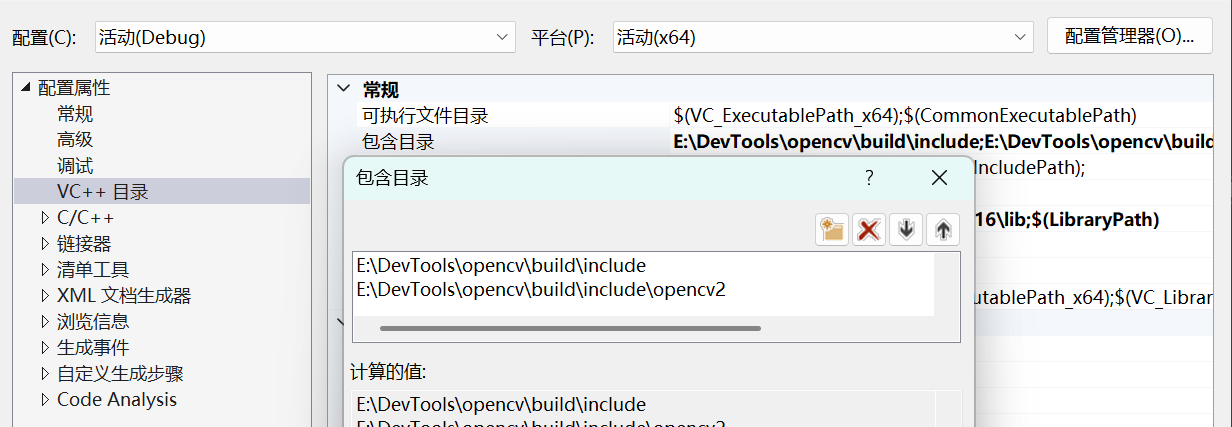 配置(C): 活动(Debug) 平台(P): 活动(x64) 配置管理器(O)...
配置属性
常规
高级
调试
VC++ 目录
C/C++
链接器
清单工具
XML 文档生成器
浏览信息
生成事件
自定义生成步骤
Code Analysis
常规
可执行文件目录 $(VC_ExecutablePath_x64);$(CommonExecutablePath)
包含目录 E:\DevTools\opencv\build\include;E:\DevTools\opencv\build
IncludePath);
16\lib;$(LibraryPath)
utablePath_x64);$(VC_Librar
包含目录 ?
E:\DevTools\opencv\build\include
E:\DevTools\opencv\build\include\opencv2
计算的值:
E:\DevTools\opencv\build\include
E:\DevTools\opencv\build\include\opencv2